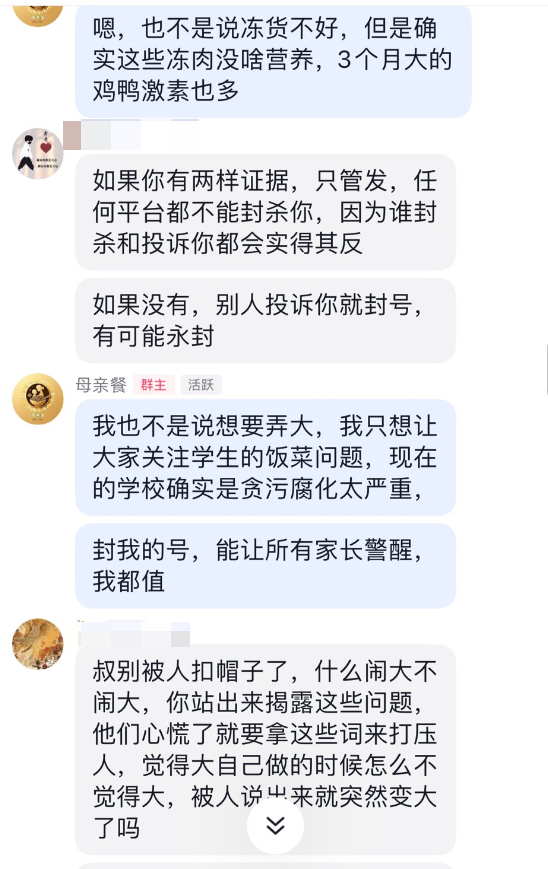 嗯，也不是说冻货不好，但是确
实这些冻肉没啥营养，3个月大的
鸡鸭激素也多
如果你有两样证据，只管发，任
何平台都不能封杀你，因为谁封
杀和投诉你都会实得其反
如果没有，别人投诉你就封号，
有可能永封
母亲餐 群主 活跃
我也不是说想要弄大，我只想让
大家关注学生的饭菜问题，现在
的学校确实是贪污腐化太严重，
封我的号，能让所有家长警醒，
我都值
叔别被人扣帽子了，什么闹大不
闹大，你站出来揭露这些问题，
他们心慌了就要拿这些词来打压
人，觉得大自己做的时候怎么不
觉得大，被人说出来就突然变大
了吗